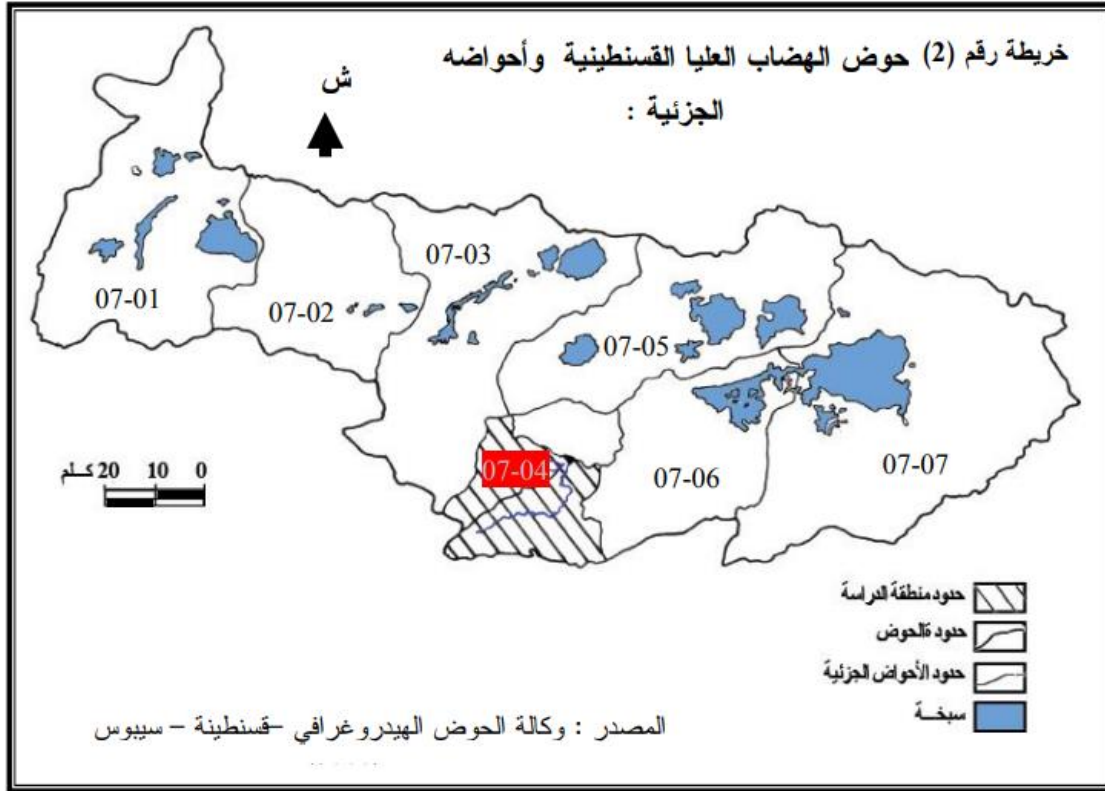 خريطة رقم (2) حوض الهضاب العليا القسنطينية وأحواضه
الجزئية :
ش
07-01
07-02
07-03
07-04
07-05
07-06
07-07
20 10 0 كلم
حدود منطقة الدراسة
حدودة الحوض
حدود الأحواض الجزئية
سبخـة
المصدر : وكالة الحوض الهيدروغرافي –قسنطينة – سيبوس